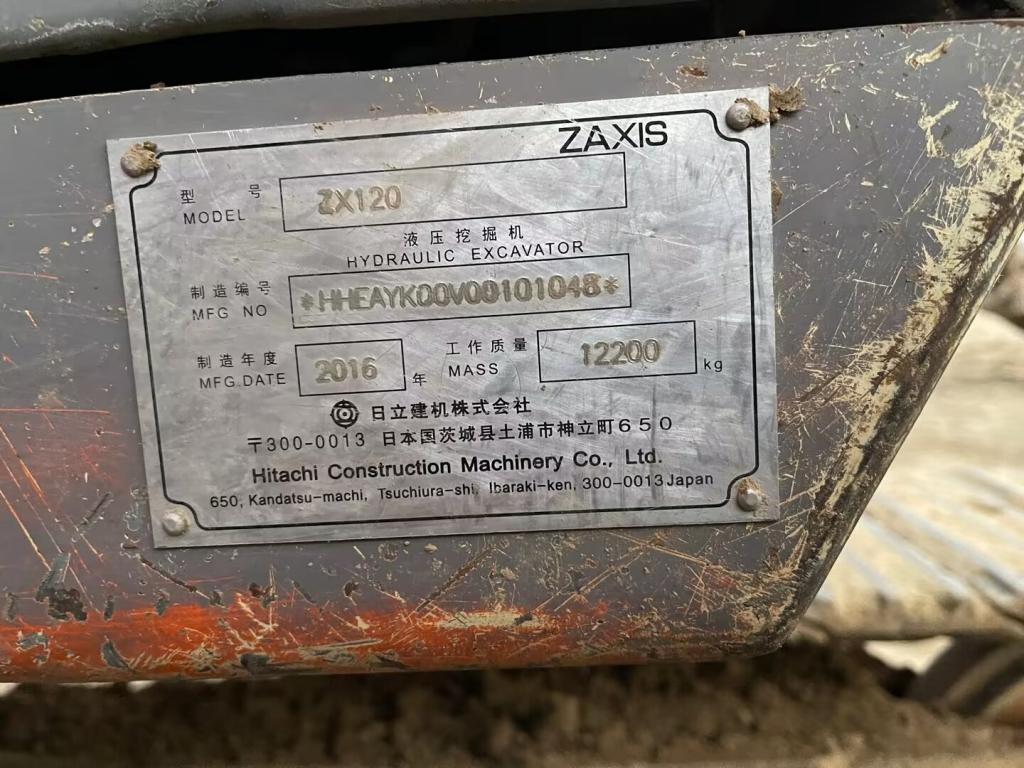 ZAXIS
型 号
MODEL ZX120
液压挖掘机
HYDRAULIC EXCAVATOR
制造编号
MFG NO *HHEAYK00V00101048*
制造年度 工作质量
MFG.DATE 2016 年 MASS 12200 kg
日立建机株式会社
〒300-0013 日本国茨城县土浦市神立町650
Hitachi Construction Machinery Co., Ltd.
650, Kandatsu-machi, Tsuchiura-shi, Ibaraki-ken, 300-0013 Japan